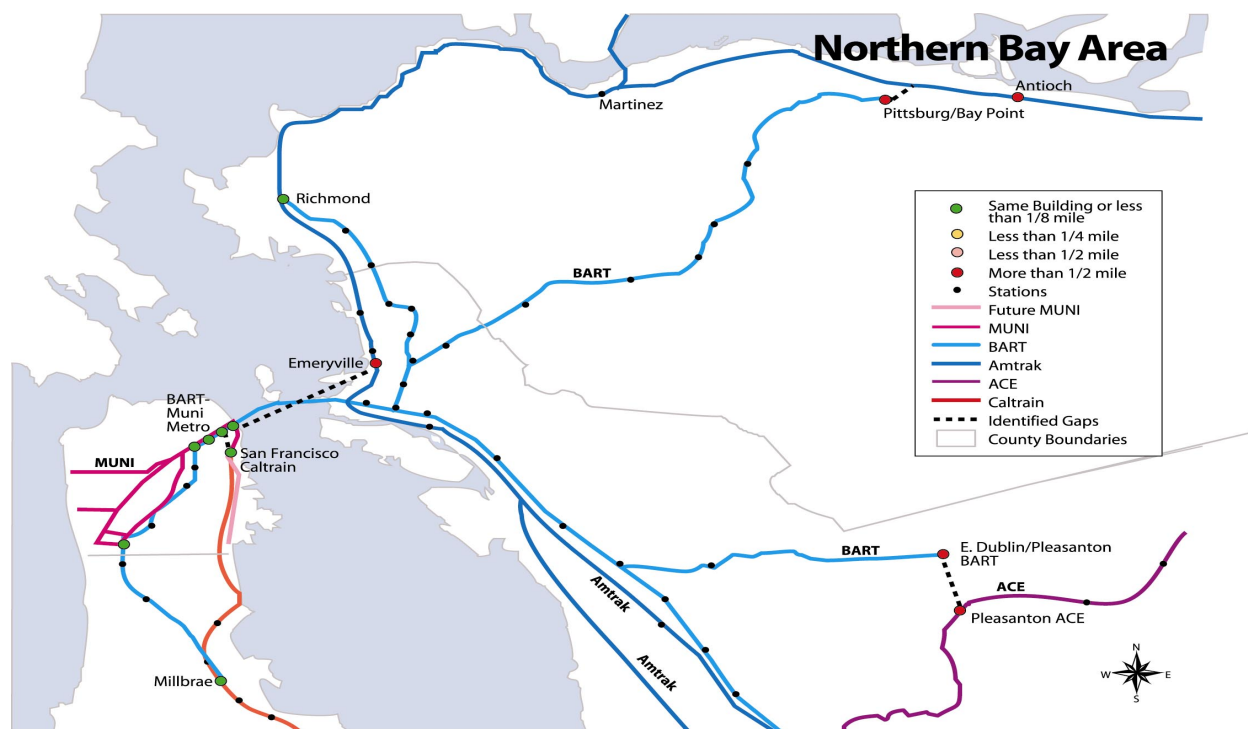 Northern Bay Area
Martinez
Antioch
Pittsburg/Bay Point
Richmond
BART
Same Building or less
than 1/8 mile
Less than 1/4 mile
Less than 1/2 mile
More than 1/2 mile
Stations
Future MUNI
MUNI
BART
Amtrak
ACE
Caltrain
Identified Gaps
County Boundaries
Emeryville
BART-
Muni
Metro
San Francisco
Caltrain
MUNI
BART
E. Dublin/Pleasanton
BART
Amtrak
ACE
Pleasanton ACE
Amtrak
Millbrae
N
W
E
S